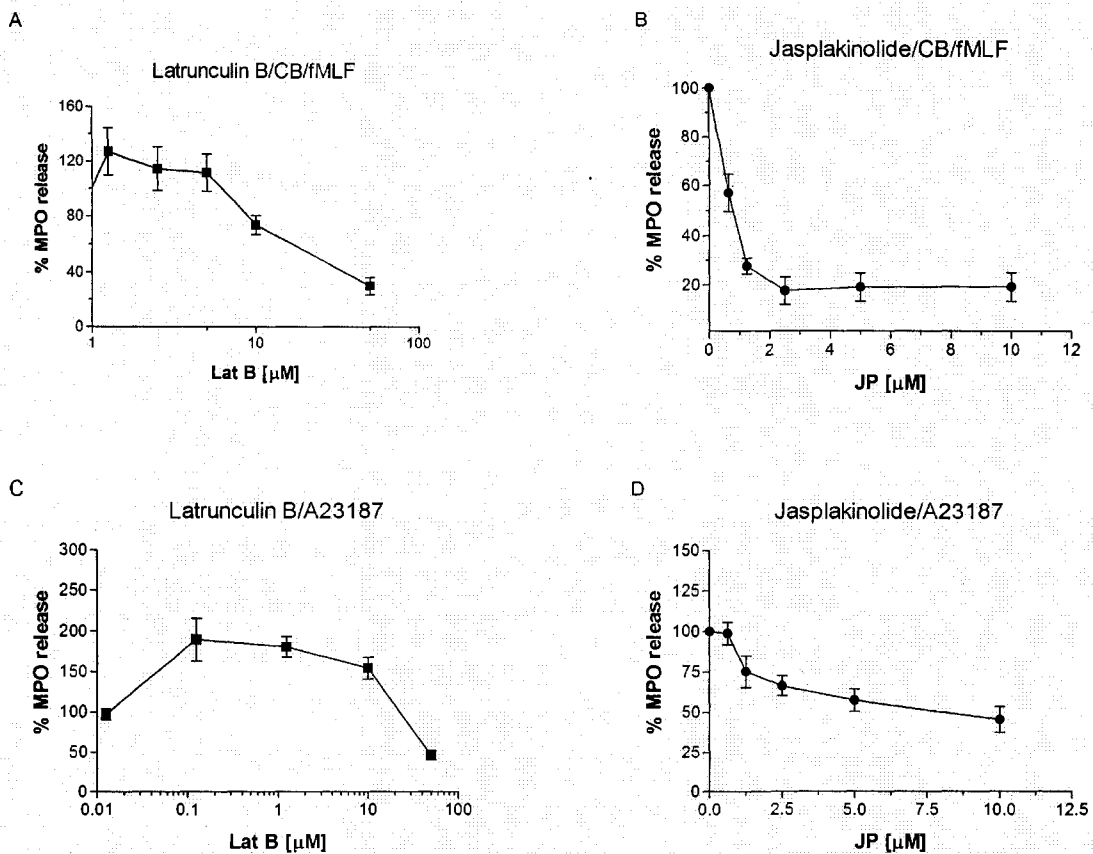 A
Latrunculin B/CB/fMLF
% MPO release
160
120
80
40
0
1
10
100
Lat B [μM]
B
Jasplakinolide/CB/fMLF
% MPO release
100
80
60
40
20
0
2
4
6
8
10
12
JP [μM]
C
Latrunculin B/A23187
% MPO release
300
250
200
150
100
50
0
0.01
0.1
1
10
100
Lat B [μM]
D
Jasplakinolide/A23187
% MPO release
150
125
100
75
50
25
0
0.0
2.5
5.0
7.5
10.0
12.5
JP [μM]